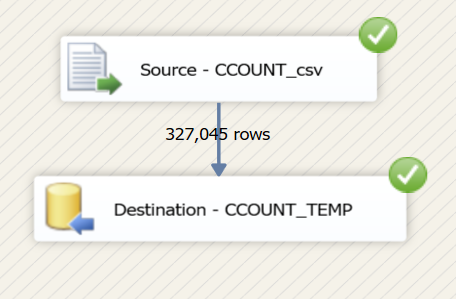 Source - CCOUNT_csv
327,045 rows
Destination - CCOUNT_TEMP